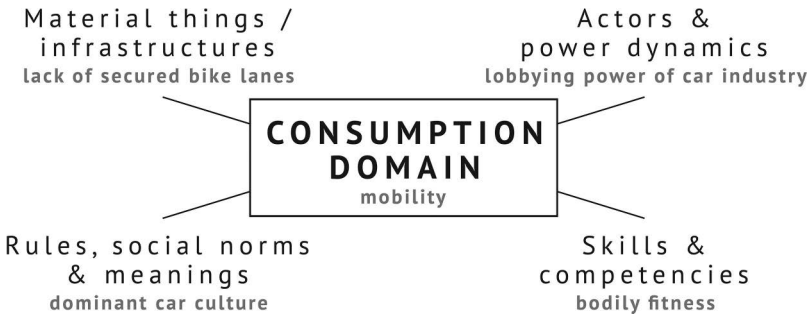 Material things /
infrastructures
lack of secured bike lanes
Actors &
power dynamics
lobbying power of car industry
CONSUMPTION
DOMAIN
mobility
Rules, social norms
& meanings
dominant car culture
Skills &
competencies
bodily fitness